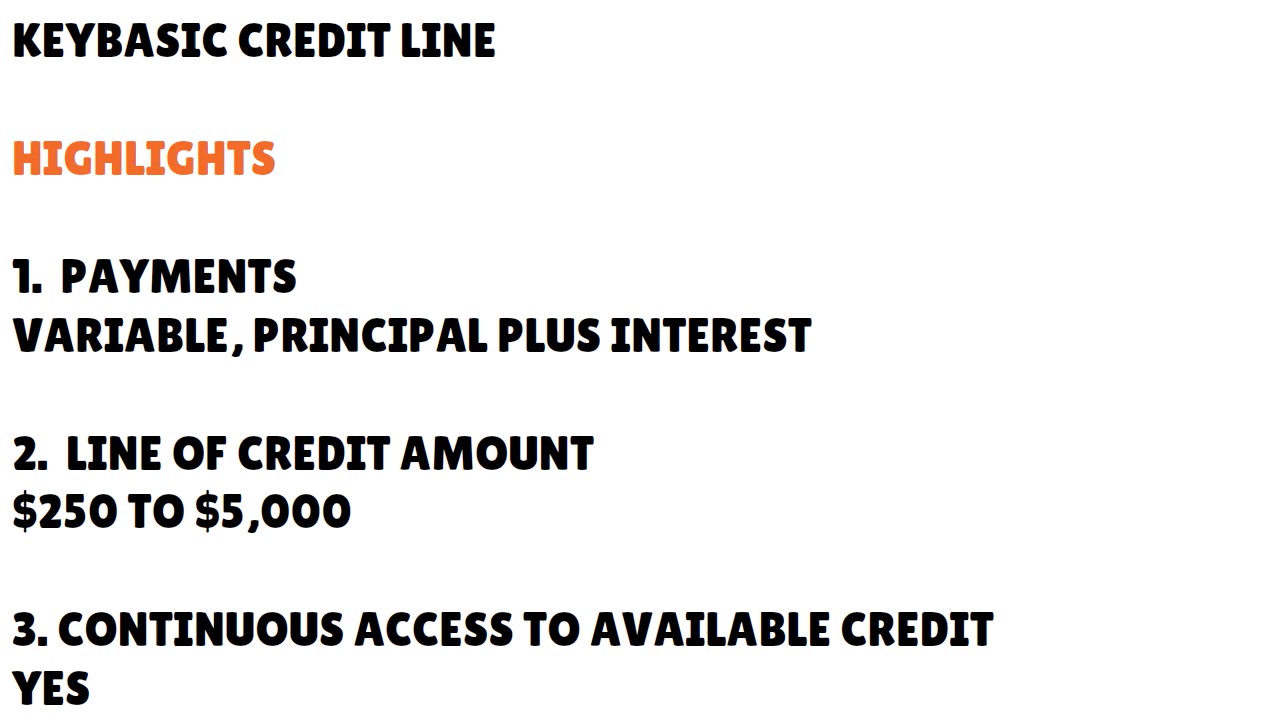 KEYBASIC CREDIT LINE
HIGHLIGHTS
1. PAYMENTS
VARIABLE, PRINCIPAL PLUS INTEREST
2. LINE OF CREDIT AMOUNT
$250 TO $5,000
3. CONTINUOUS ACCESS TO AVAILABLE CREDIT
YES